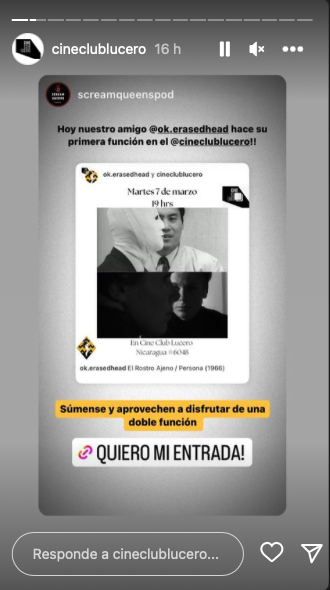 cineclublucero 16 h
screamqueenspod
Hoy nuestro amigo @ok.erasedhead hace su
primera función en el @cineclublucero!!
ok.erasedhead y cineclublucero
Martes 7 de marzo
19 hrs
En Cine Club Lucero
Nicaragua #6048
ok.erasedhead El Rostro Ajeno / Persona (1966)
Súmense y aprovechen a disfrutar de una
doble función
QUIERO MI ENTRADA!
Responde a cineclublucero...